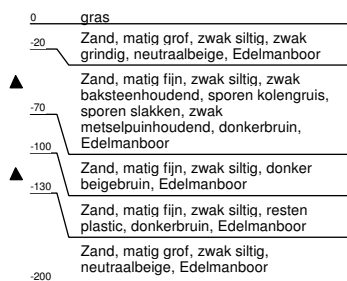 0 gras
Zand, matig grof, zwak siltig, zwak
-20 grindig, neutraalbeige, Edelmanboor
Zand, matig fijn, zwak siltig, zwak
baksteenhoudend, sporen kolengruis,
sporen slakken, zwak
-70 metselpuinhoudend, donkerbruin,
Edelmanboor
-100
Zand, matig fijn, zwak siltig, donker
beigebruin, Edelmanboor
-130
Zand, matig fijn, zwak siltig, resten
plastic, donkerbruin, Edelmanboor
Zand, matig grof, zwak siltig,
neutraalbeige, Edelmanboor
-200